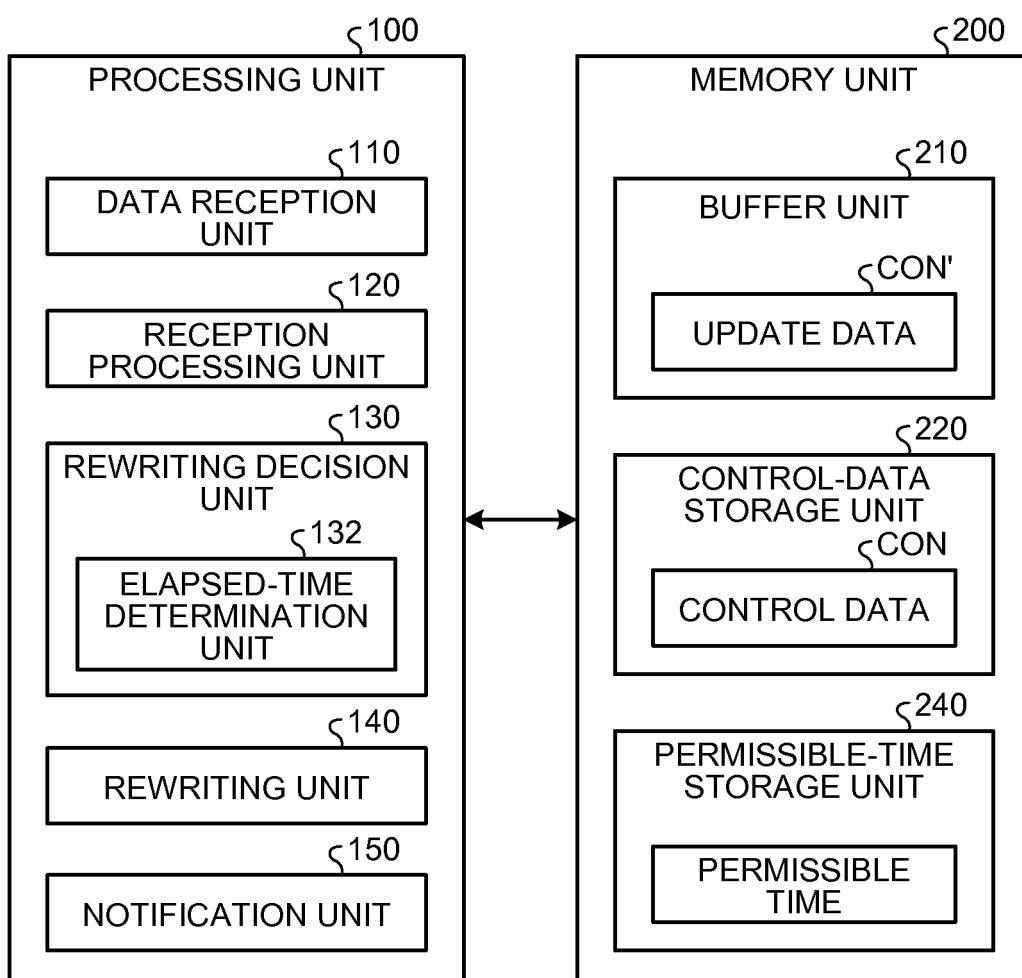 100
PROCESSING UNIT
110
DATA RECEPTION
UNIT
120
RECEPTION
PROCESSING UNIT
130
REWRITING DECISION
UNIT
132
ELAPSED-TIME
DETERMINATION
UNIT
140
REWRITING UNIT
150
NOTIFICATION UNIT
200
MEMORY UNIT
210
BUFFER UNIT
CON'
UPDATE DATA
220
CONTROL-DATA
STORAGE UNIT
CON
CONTROL DATA
240
PERMISSIBLE-TIME
STORAGE UNIT
PERMISSIBLE
TIME